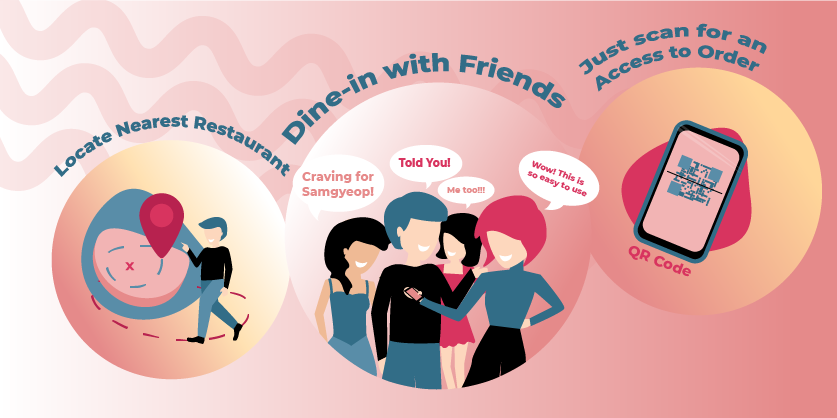 Locate Nearest Restaurant
x
Dine-in with Friends
Craving for
Samgyeop!
Told You!
Me too!!!
Wow! This is
so easy to use
Just scan for an
Access to Order
QR Code